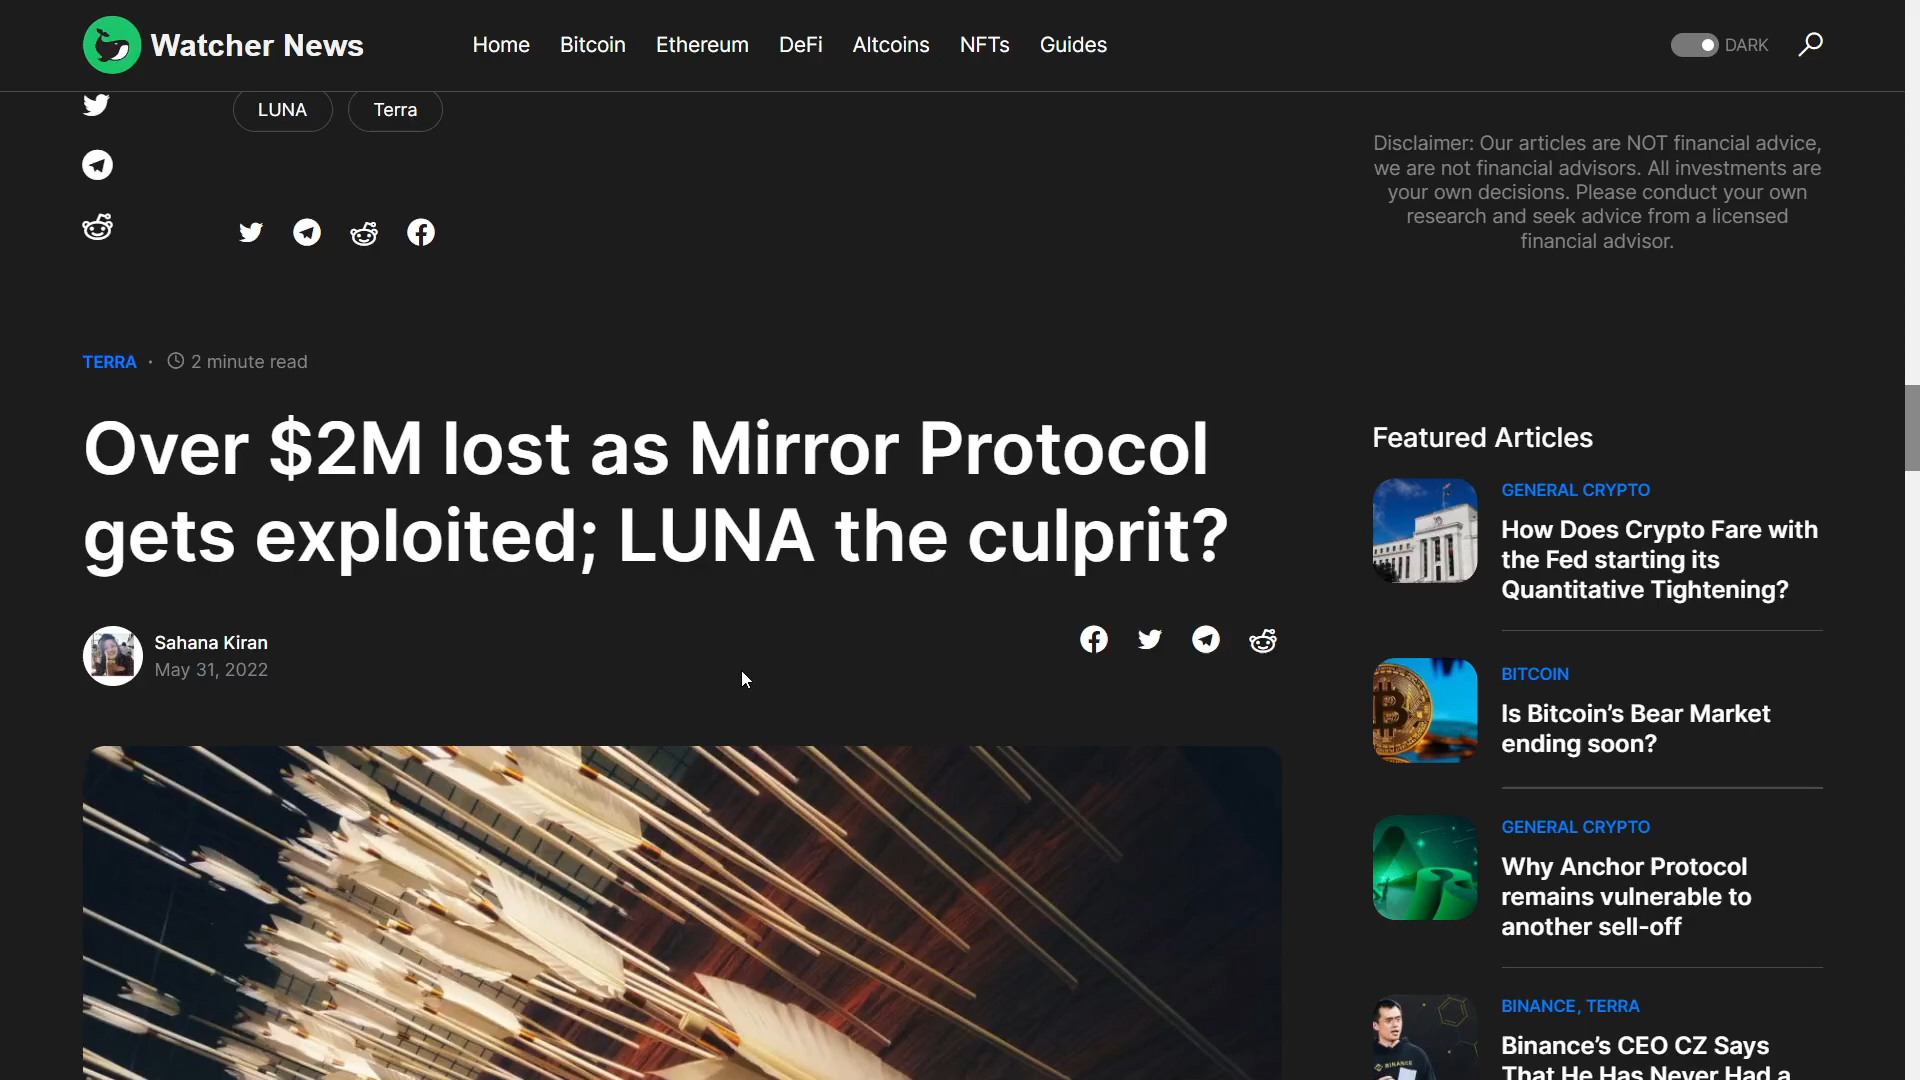 Watcher News
Home Bitcoin Ethereum DeFi Altcoins NFTs Guides
DARK
LUNA Terra
Disclaimer: Our articles are NOT financial advice,
we are not financial advisors. All investments are
your own decisions. Please conduct your own
research and seek advice from a licensed
financial advisor.
TERRA · 2 minute read
Over $2M lost as Mirror Protocol
gets exploited; LUNA the culprit?
Sahana Kiran
May 31, 2022
Featured Articles
GENERAL CRYPTO
How Does Crypto Fare with
the Fed starting its
Quantitative Tightening?
BITCOIN
Is Bitcoin’s Bear Market
ending soon?
GENERAL CRYPTO
Why Anchor Protocol
remains vulnerable to
another sell-off
BINANCE
BINANCE, TERRA
Binance’s CEO CZ Says
That He Has Never Had a